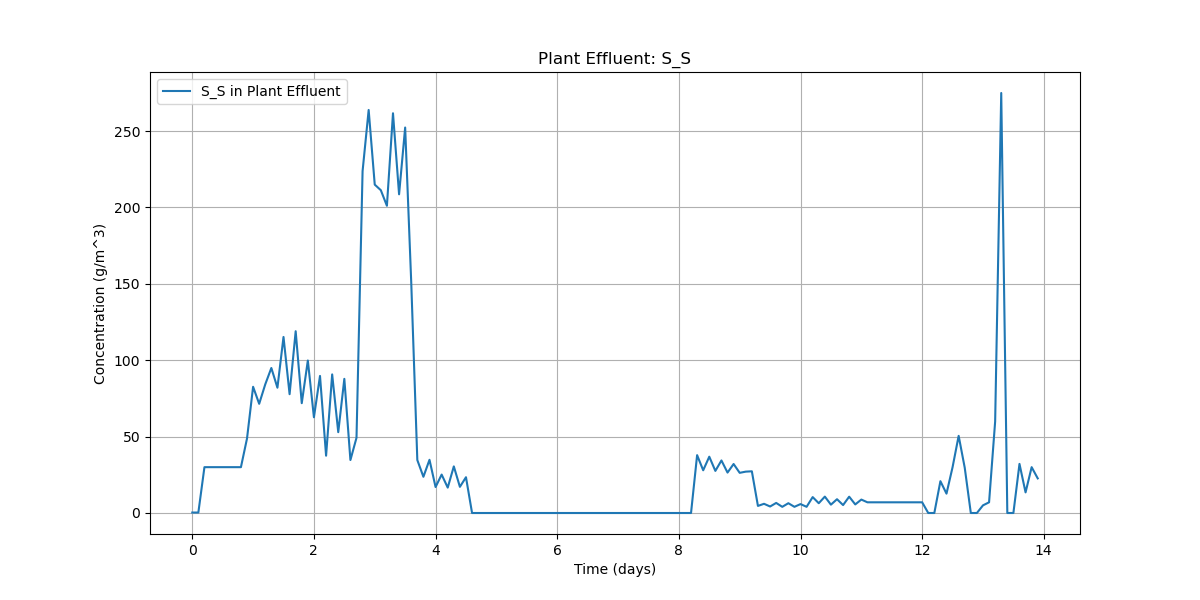 Plant Effluent: S_S
S_S in Plant Effluent
Concentration (g/m^3)
250
200
150
100
50
0
0 2 4 6 8 10 12 14
Time (days)